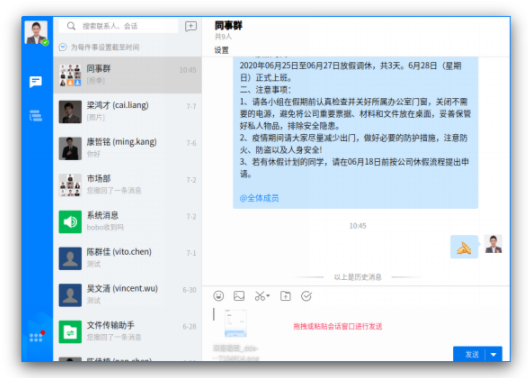 搜索联系人、会话
为每件事设置截至时间
同事群
10:45
[同事]
梁鸿才 (cai.liang)
7-7
[图片]
康哲铭 (ming.kang)
7-6
你好
市场部
7-2
您撤回了一条消息
系统消息
7-2
bobo收到吗
陈群佳 (vito.chen)
7-1
测试
吴文清 (vincent.wu)
6-30
测试
文件传输助手
6-28
您撤回了一条消息
同事群
共9人
设置
2020年06月25日至06月27日放假调休，共3天。6月28日（星期
日）正式上班。
二、注意事项：
1、请各小组在假期前认真检查并关好所属办公室门窗，关闭不需
要的电源，避免将公司重要票据、材料和文件放在桌面，妥善保管
好私人物品，排除安全隐患。
2、疫情期间请大家尽量减少出门，做好必要的防护措施，注意防
火、防盗以及人身安全！
3、若有休假计划的同学，请在06月18日前按公司休假流程提出申
请。
@全体成员
10:45
以上是历史消息
拖拽或粘贴会话窗口进行发送
发送